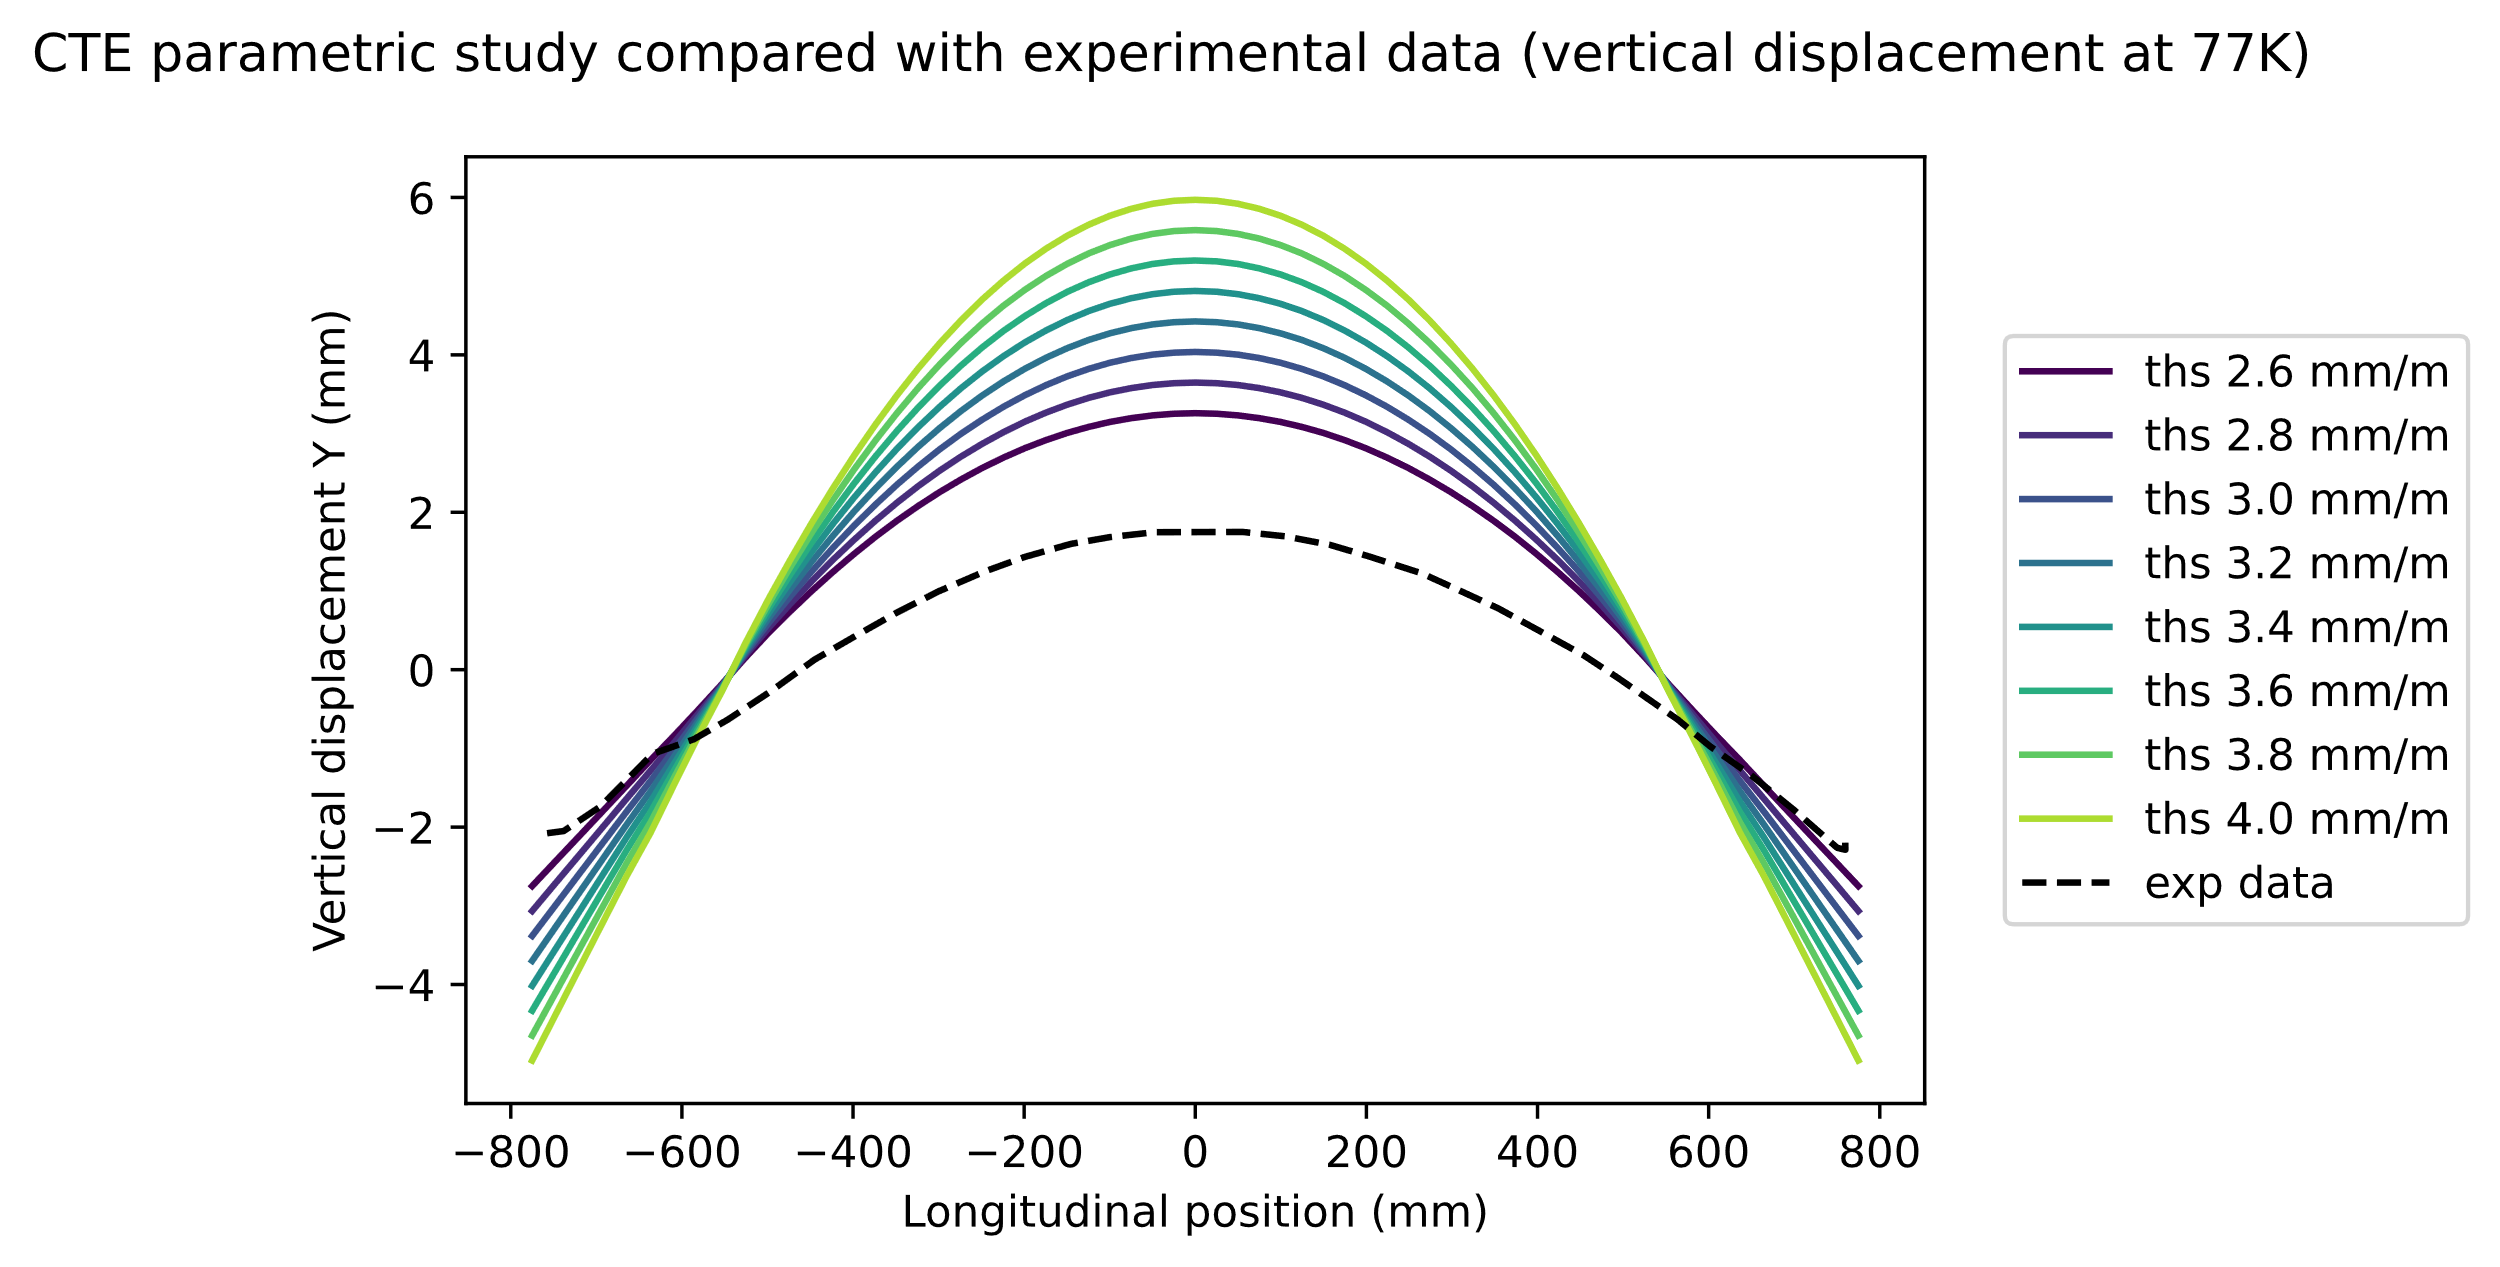 CTE parametric study compared with experimental data (vertical displacement at 77K)
6
4
2
0
−2
−4
Vertical displacement Y (mm)
−800 −600 −400 −200 0 200 400 600 800
Longitudinal position (mm)
ths 2.6 mm/m
ths 2.8 mm/m
ths 3.0 mm/m
ths 3.2 mm/m
ths 3.4 mm/m
ths 3.6 mm/m
ths 3.8 mm/m
ths 4.0 mm/m
exp data